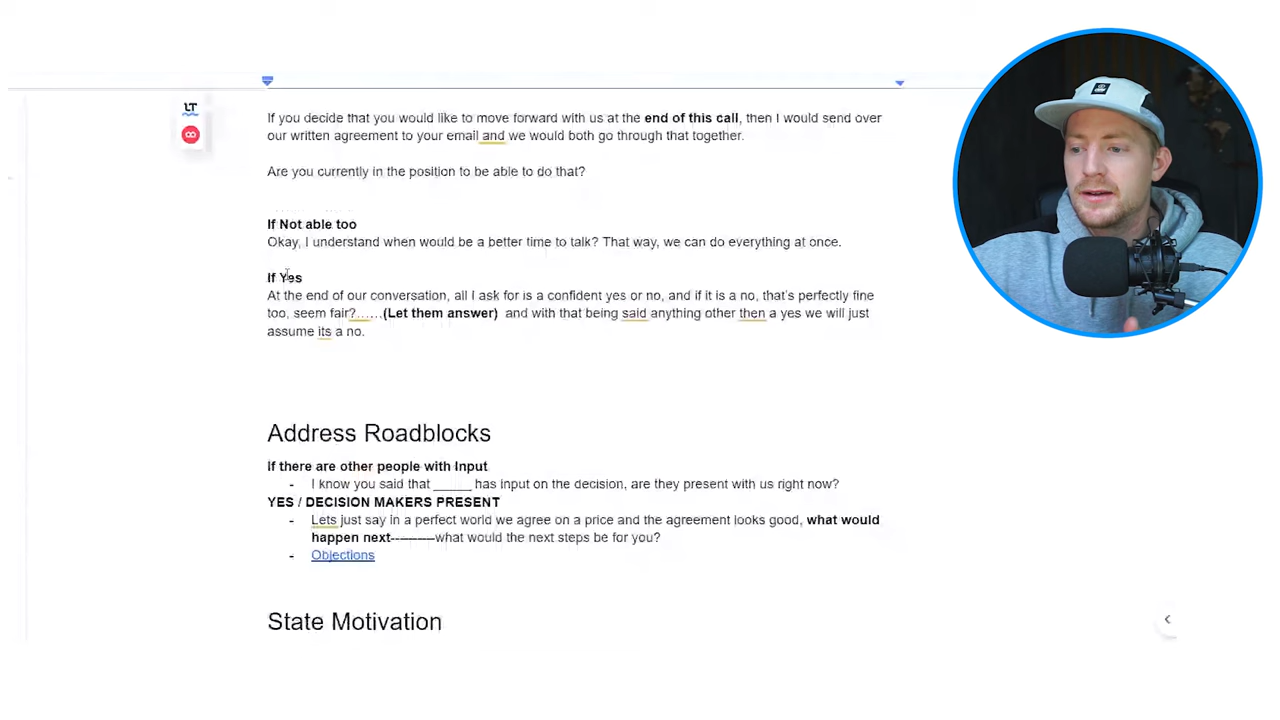 LT
If you decide that you would like to move forward with us at the end of this call, then I would send over
our written agreement to your email and we would both go through that together.
Are you currently in the position to be able to do that?
If Not able too
Okay, I understand when would be a better time to talk? That way, we can do everything at once.
If Yes
At the end of our conversation, all I ask for is a confident yes or no, and if it is a no, that's perfectly fine
too, seem fair?......(Let them answer) and with that being said anything other then a yes we will just
assume its a no.
Address Roadblocks
If there are other people with Input
- I know you said that ______ has input on the decision, are they present with us right now?
YES / DECISION MAKERS PRESENT
- Lets just say in a perfect world we agree on a price and the agreement looks good, what would
happen next---------what would the next steps be for you?
- Objections
State Motivation